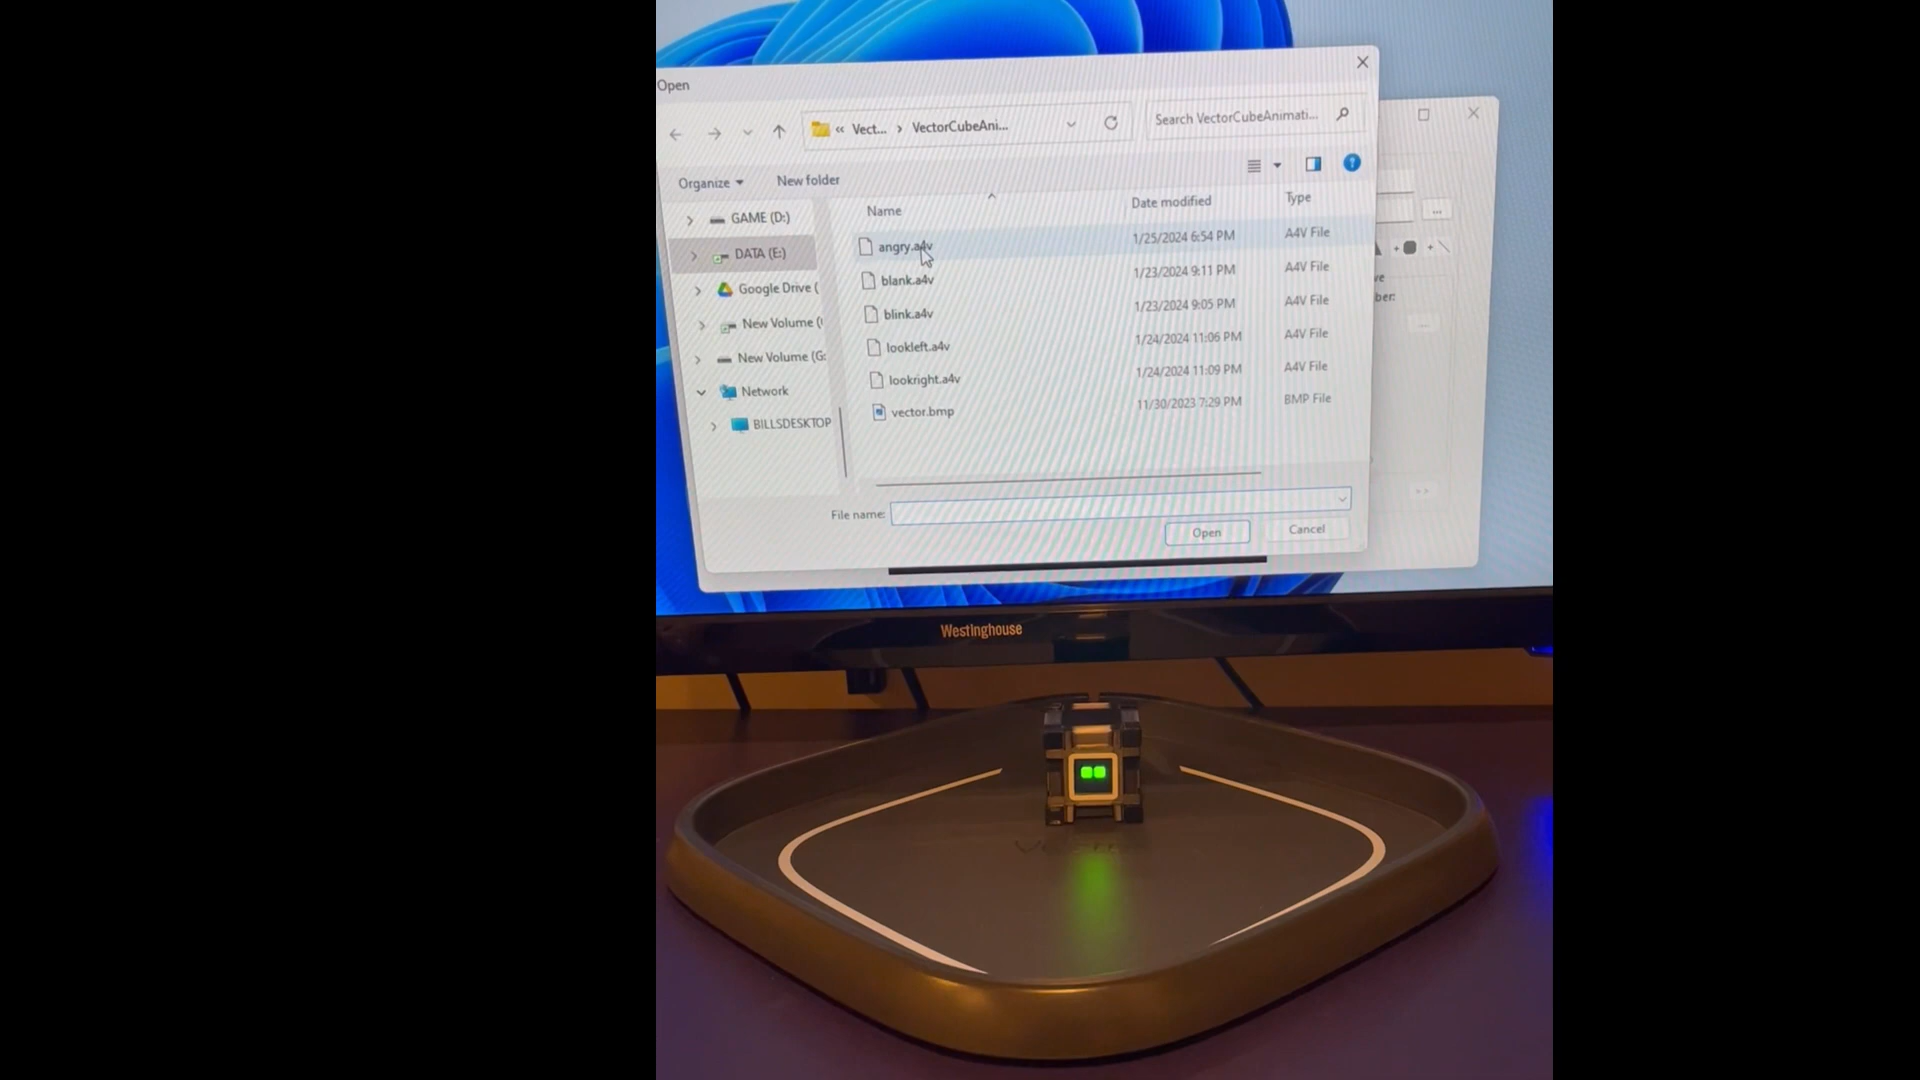 Open
Vect... > VectorCubeAni...
Search VectorCubeAnimati...
Organize
New folder
Name
Date modified
Type
GAME (D:)
DATA (E:)
Google Drive (
New Volume (
New Volume (G:
Network
BILLSDESKTOP
angry.a4v 1/25/2024 6:54 PM A4V File
blank.a4v 1/23/2024 9:11 PM A4V File
blink.a4v 1/23/2024 9:05 PM A4V File
lookleft.a4v 1/24/2024 11:06 PM A4V File
lookright.a4v 1/24/2024 11:09 PM A4V File
vector.bmp 11/30/2023 7:29 PM BMP File
File name:
Open
Cancel
...
ber:
Westinghouse